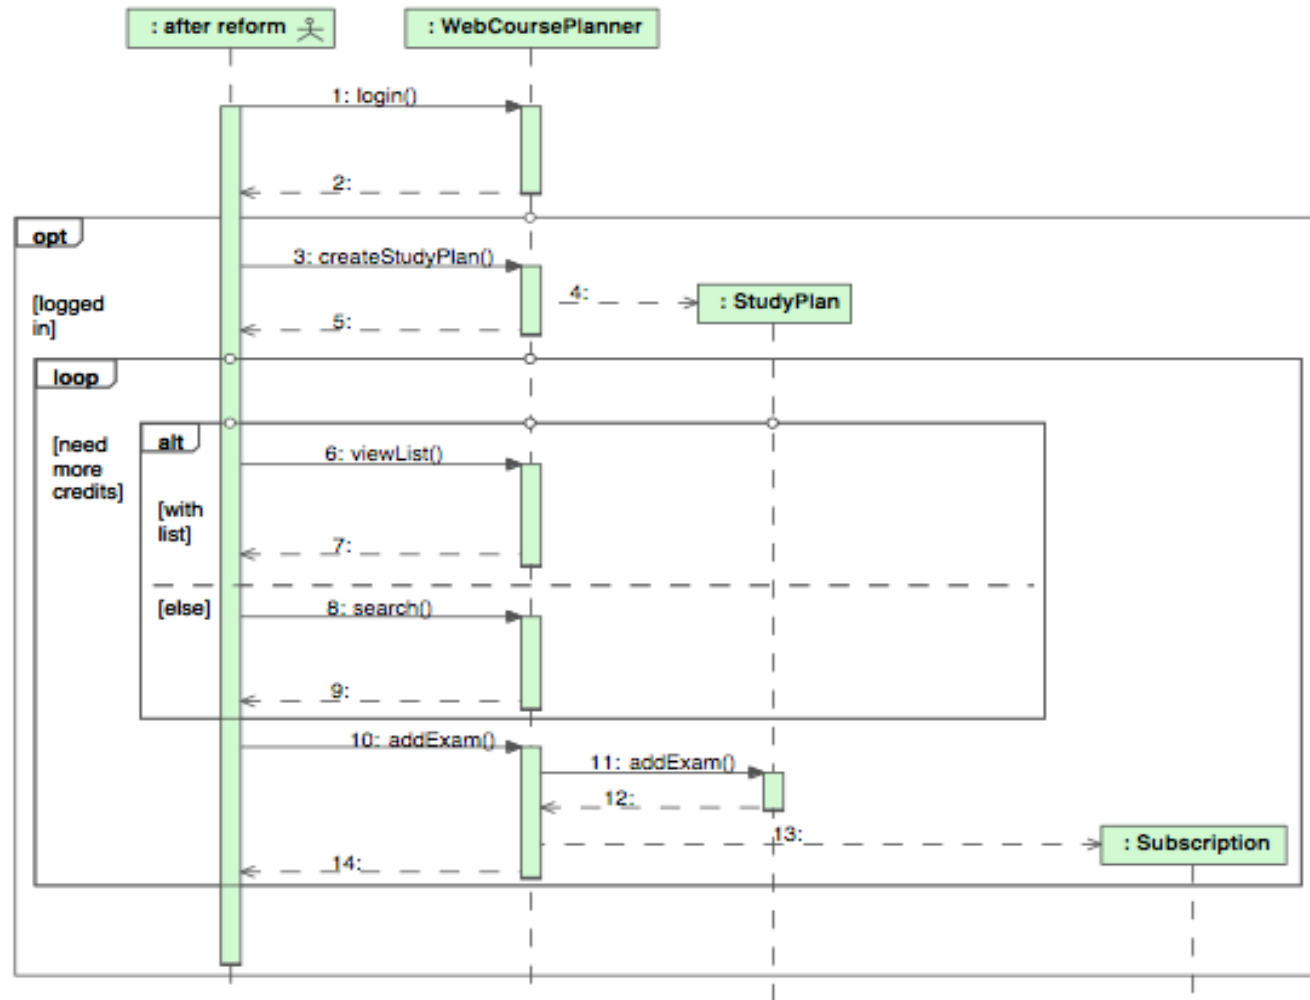 : after reform
: WebCoursePlanner
1: login()
2:
opt
3: createStudyPlan()
[logged
in]
4:
: StudyPlan
5:
loop
[need
more
credits]
alt
6: viewList()
[with
list]
7:
[else]
8: search()
9:
10: addExam()
11: addExam()
12:
13:
: Subscription
14: